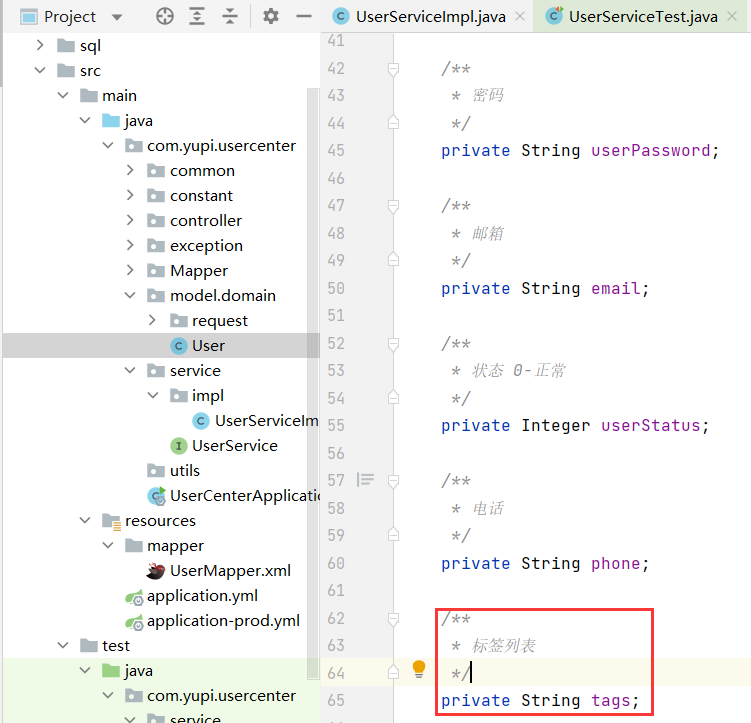 Project
sql
src
main
java
com.yupi.usercenter
common
constant
controller
exception
Mapper
model.domain
request
User
service
impl
UserServiceIm
UserService
utils
UserCenterApplicatio
resources
mapper
UserMapper.xml
application.yml
application-prod.yml
test
java
com.yupi.usercenter
service
UserServiceImpl.java
UserServiceTest.java
41
42 /**
43 * 密码
44 */
45 private String userPassword;
46
47 /**
48 * 邮箱
49 */
50 private String email;
51
52 /**
53 * 状态 0-正常
54 */
55 private Integer userStatus;
56
57 /**
58 * 电话
59 */
60 private String phone;
61
62 /**
63 * 标签列表
64 */
65 private String tags;